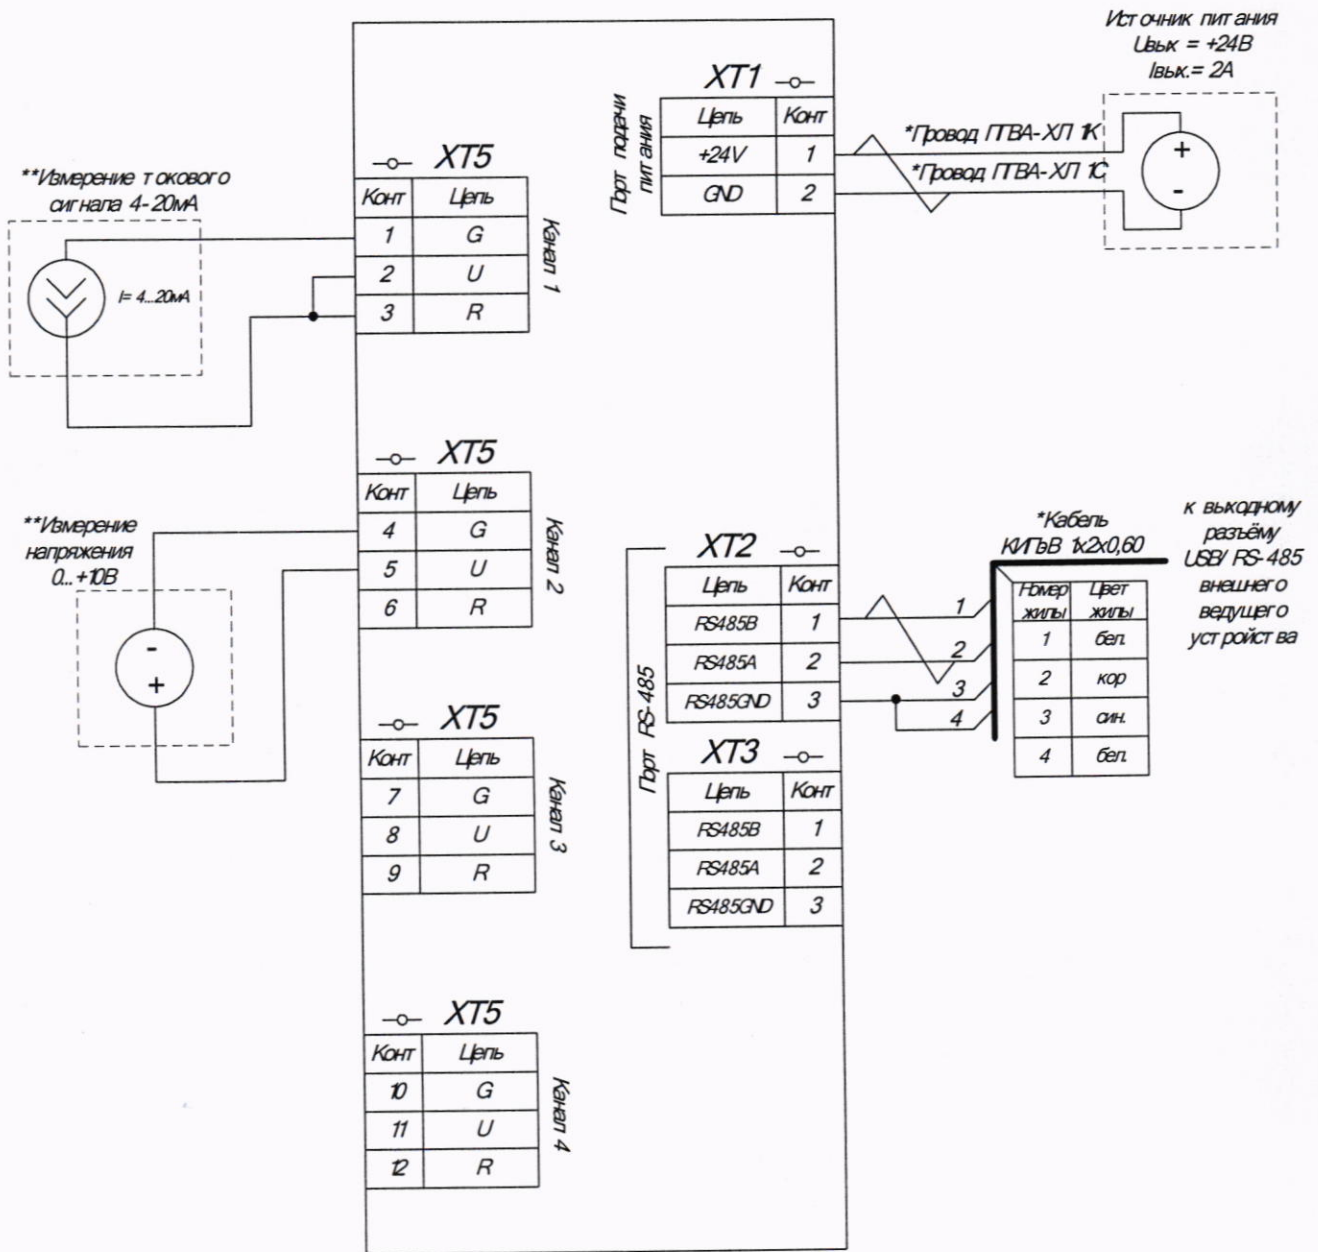 Источник питания
Uвых = +24В
Iвых.= 2А
XT1
Порт подачи
питания
Цепь Конт
+24V 1
GND 2
*Провод ПГВА-ХЛ 1К
*Провод ПГВА-ХЛ 1С
+
-
**Измерение токового
сигнала 4-20мА
I= 4...20мА
XT5
Конт Цепь
1 G
2 U
3 R
Канал 1
XT5
Конт Цепь
4 G
5 U
6 R
Канал 2
**Измерение
напряжения
0...+10В
-
+
XT5
Конт Цепь
7 G
8 U
9 R
Канал 3
XT5
Конт Цепь
10 G
11 U
12 R
Канал 4
Порт RS-485
XT2
Цепь Конт
RS485B 1
RS485A 2
RS485GND 3
XT3
Цепь Конт
RS485B 1
RS485A 2
RS485GND 3
1
2
3
4
*Кабель
КИПэВ 1х2х0,60
Номер жилы Цвет жилы
1 бел.
2 кор
3 син.
4 бел.
к выходному
разъёму
USB/ RS-485
внешнего
ведущего
устройства